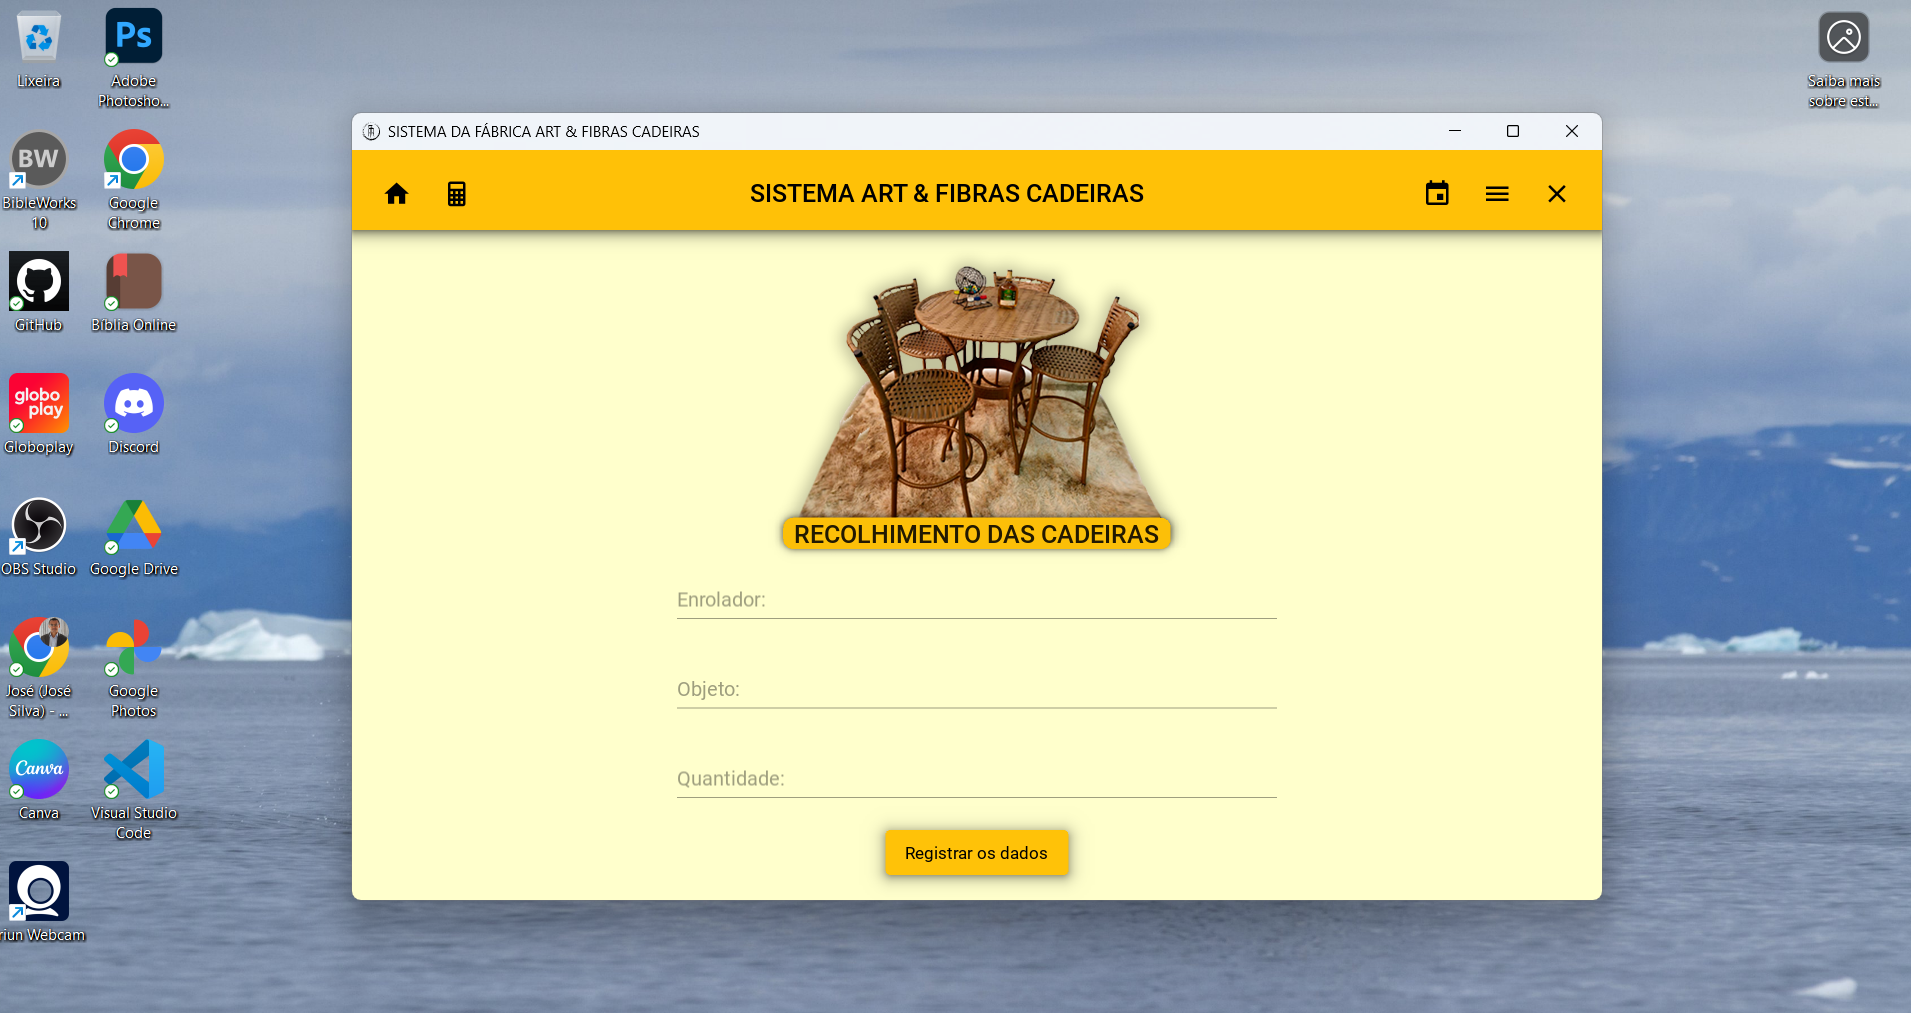 Lixeira
Ps
Adobe
Photosho...
BW
BibleWorks
10
Google
Chrome
GitHub
Bíblia Online
globo
play
Globoplay
Discord
OBS Studio
Google Drive
José (José
Silva) - ...
Google
Photos
Canva
Canva
Visual Studio
Code
riun Webcam
Saiba mais
sobre est...
SISTEMA DA FÁBRICA ART & FIBRAS CADEIRAS
SISTEMA ART & FIBRAS CADEIRAS
RECOLHIMENTO DAS CADEIRAS
Enrolador:
Objeto:
Quantidade:
Registrar os dados